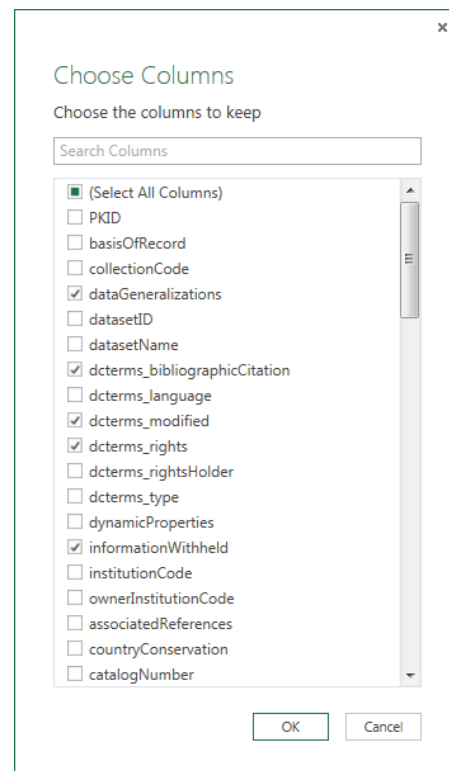 Choose Columns
Choose the columns to keep
Search Columns
(Select All Columns)
PKID
basisOfRecord
collectionCode
dataGeneralizations
datasetID
datasetName
dcterms_bibliographicCitation
dcterms_language
dcterms_modified
dcterms_rights
dcterms_rightsHolder
dcterms_type
dynamicProperties
informationWithheld
institutionCode
ownerInstitutionCode
associatedReferences
countryConservation
catalogNumber
OK Cancel